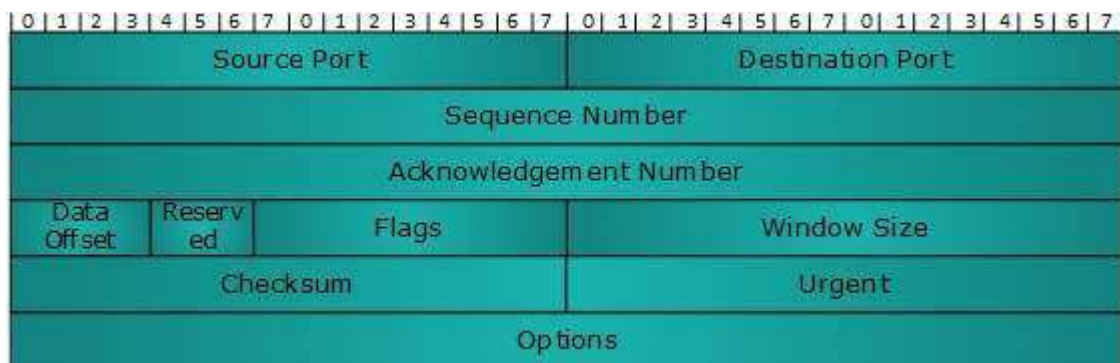 0 1 2 3 4 5 6 7 0 1 2 3 4 5 6 7 0 1 2 3 4 5 6 7 0 1 2 3 4 5 6 7
Source Port Destination Port
Sequence Number
Acknowledgement Number
Data Offset Reserved Flags Window Size
Checksum Urgent
Options